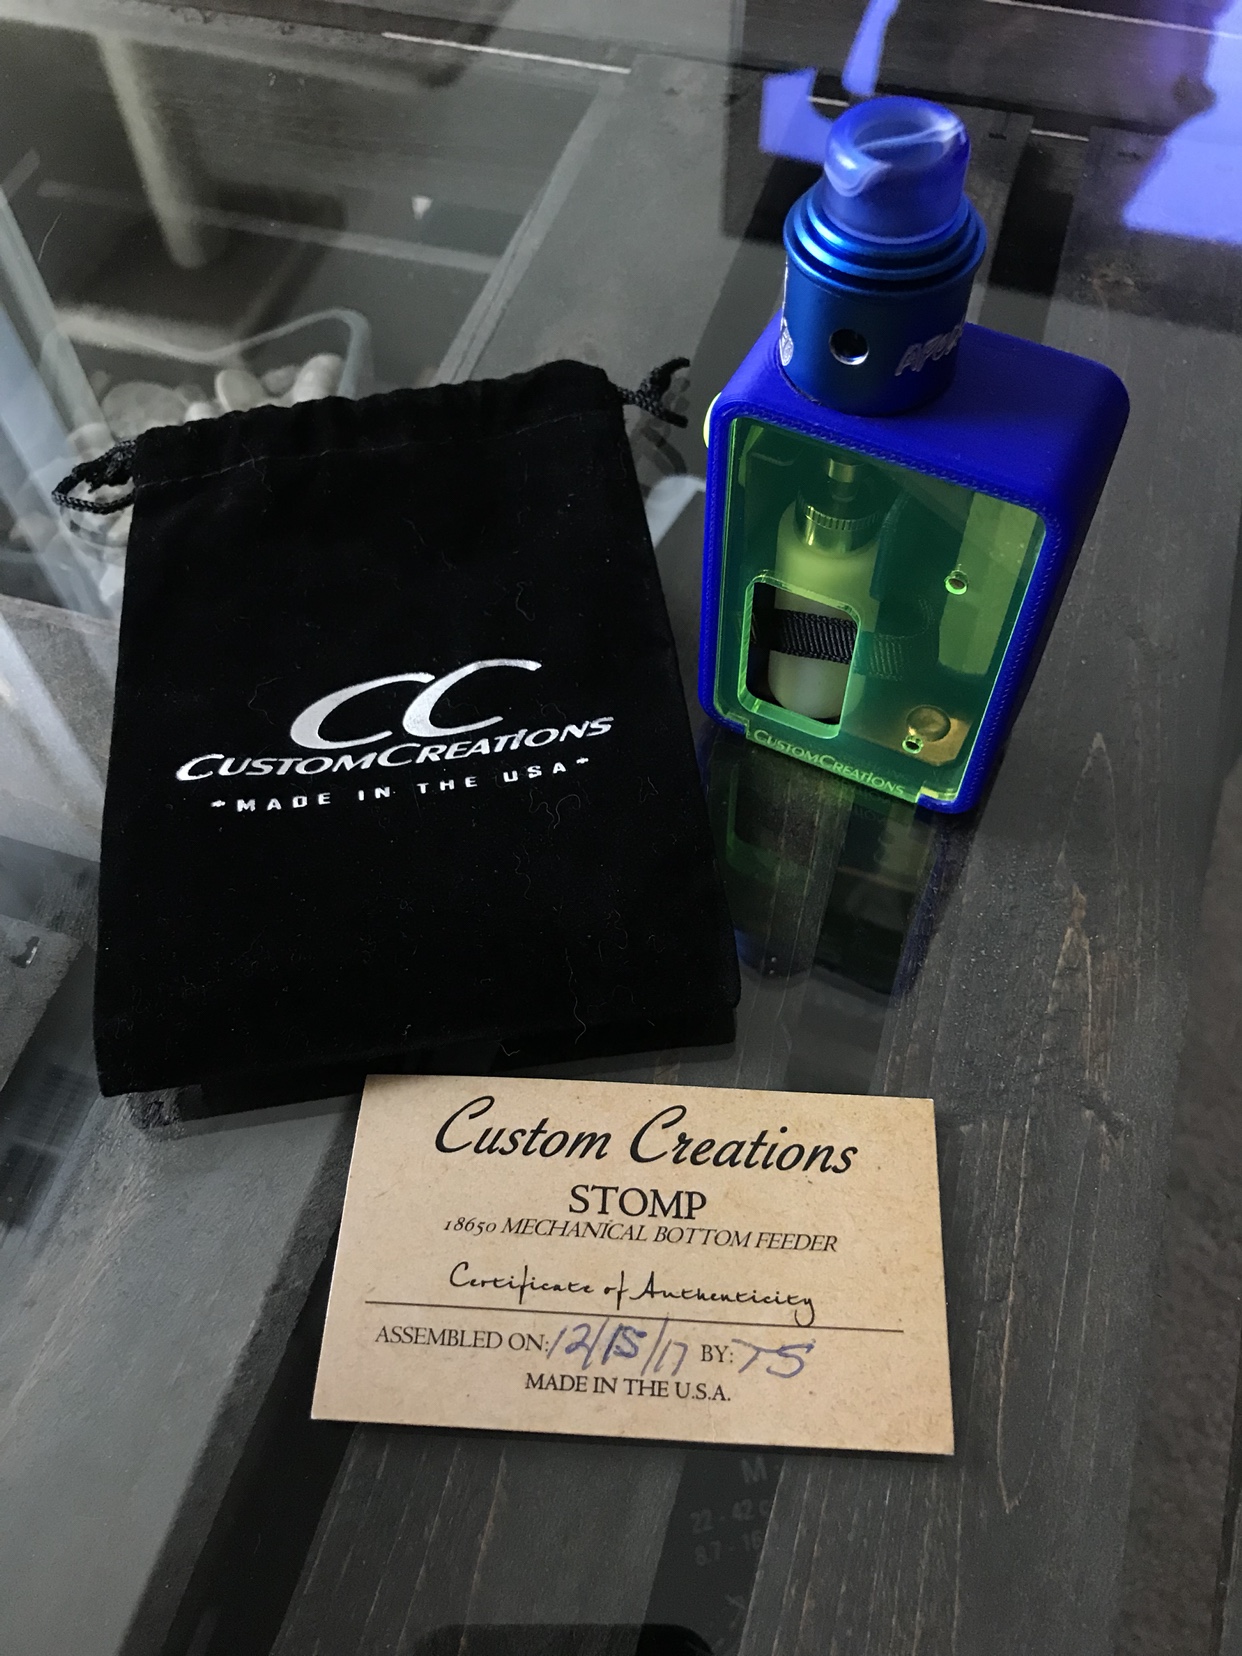 CC
CUSTOMCREATIONS
MADE IN THE USA
CUSTOMCREATIONS
Custom Creations
STOMP
18650 MECHANICAL BOTTOM FEEDER
Certificate of Authenticity
ASSEMBLED ON: 12/15/17 BY: TS
MADE IN THE U.S.A.
M